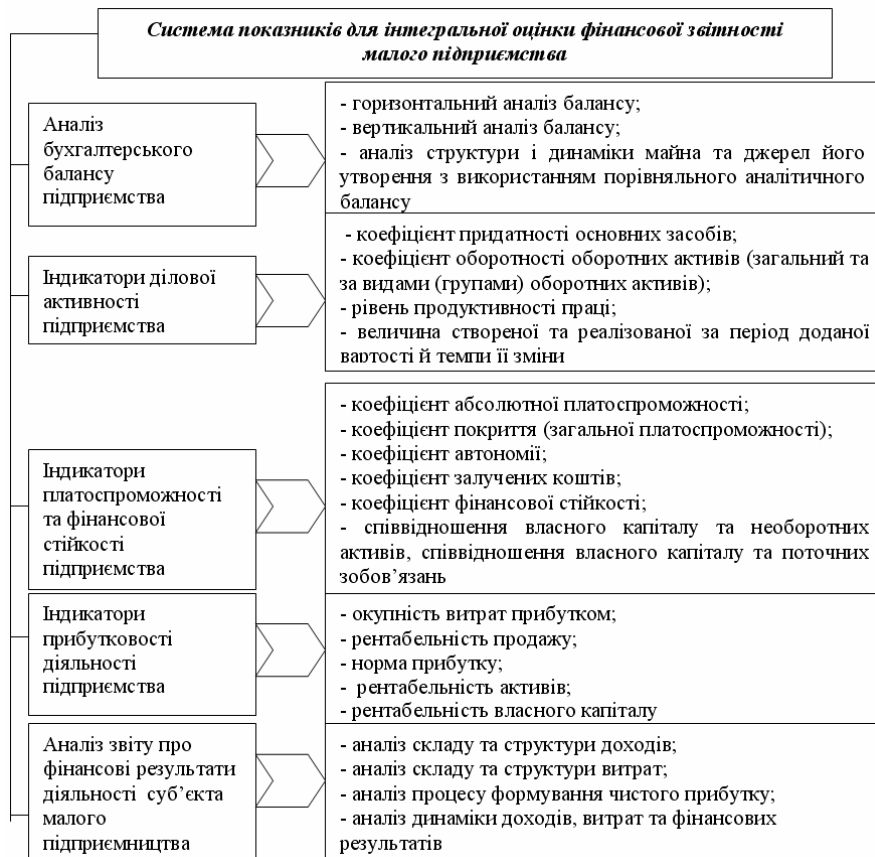 Система показників для інтегральної оцінки фінансової звітності
малого підприємства
Аналіз
бухгалтерського
балансу
підприємства
- горизонтальний аналіз балансу;
- вертикальний аналіз балансу;
- аналіз структури і динаміки майна та джерел його
утворення з використанням порівняльного аналітичного
балансу
Індикатори ділової
активності
підприємства
- коефіцієнт придатності основних засобів;
- коефіцієнт оборотності оборотних активів (загальний та
за видами (групами) оборотних активів);
- рівень продуктивності праці;
- величина створеної та реалізованої за період доданої
вартості й темпи її зміни
Індикатори
платоспроможності
та фінансової
стійкості
підприємства
- коефіцієнт абсолютної платоспроможності;
- коефіцієнт покриття (загальної платоспроможності);
- коефіцієнт автономії;
- коефіцієнт залучених коштів;
- коефіцієнт фінансової стійкості;
- співвідношення власного капіталу та необоротних
активів, співвідношення власного капіталу та поточних
зобов’язань
Індикатори
прибутковості
діяльності
підприємства
- окупність витрат прибутком;
- рентабельність продажу;
- норма прибутку;
- рентабельність активів;
- рентабельність власного капіталу
Аналіз звіту про
фінансові результати
діяльності суб’єкта
малого
підприємництва
- аналіз складу та структури доходів;
- аналіз складу та структури витрат;
- аналіз процесу формування чистого прибутку;
- аналіз динаміки доходів, витрат та фінансових
результатів